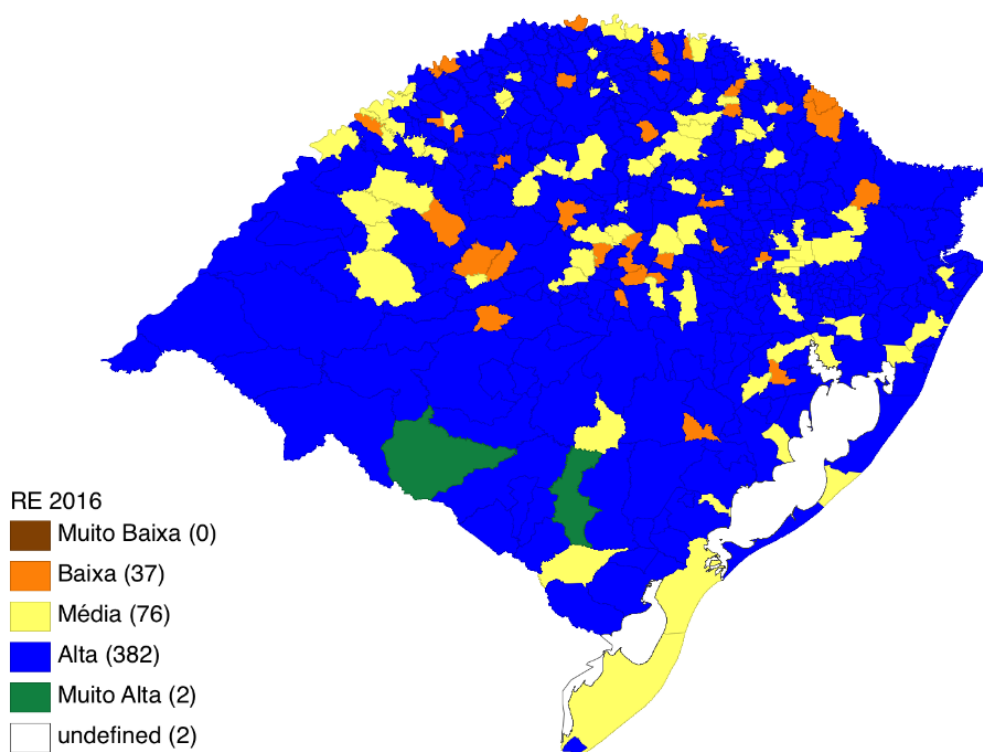 RE 2016
Muito Baixa (0)
Baixa (37)
Média (76)
Alta (382)
Muito Alta (2)
undefined (2)